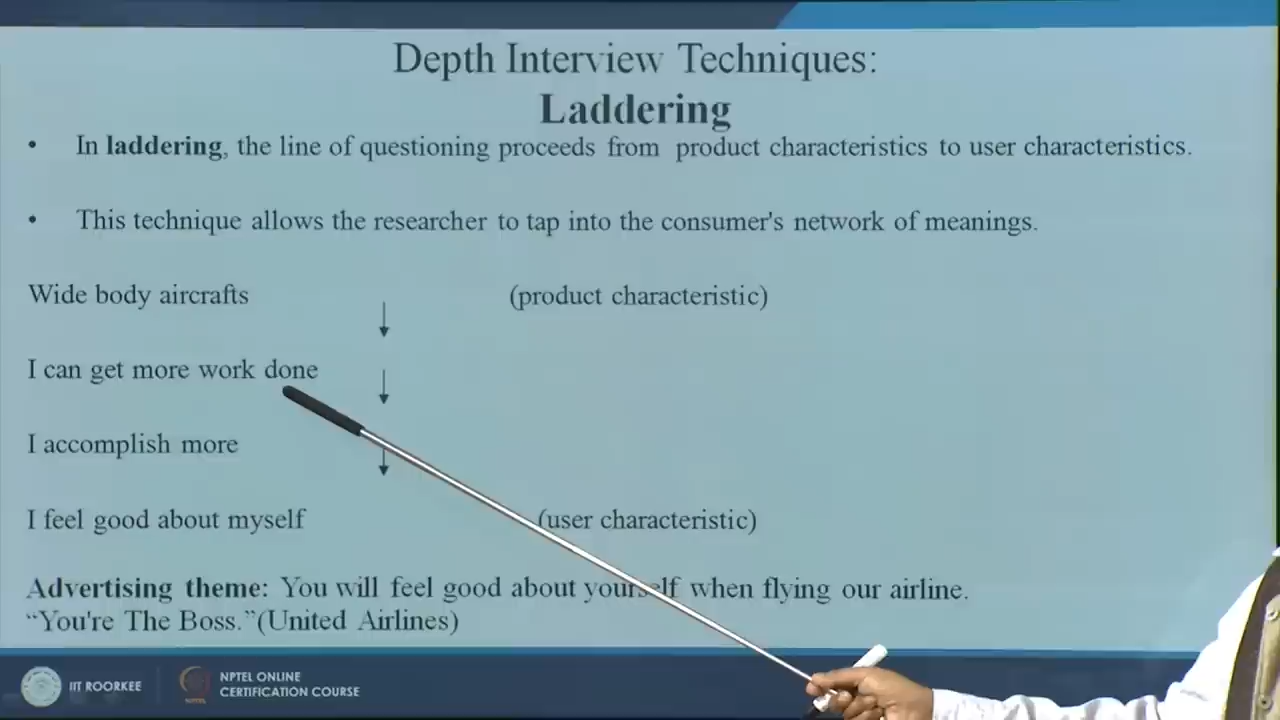 Depth Interview Techniques:
Laddering
• In laddering, the line of questioning proceeds from product characteristics to user characteristics.
• This technique allows the researcher to tap into the consumer's network of meanings.
Wide body aircrafts (product characteristic)
I can get more work done
I accomplish more
I feel good about myself (user characteristic)
Advertising theme: You will feel good about yourself when flying our airline.
“You're The Boss.”(United Airlines)
IIT ROORKEE
NPTEL ONLINE
CERTIFICATION COURSE